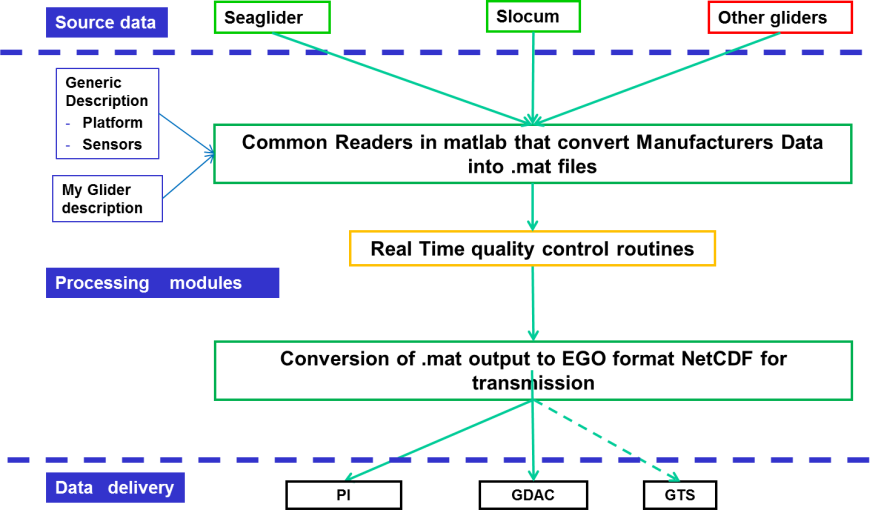 Source data
Seaglider
Slocum
Other gliders
Generic
Description
- Platform
- Sensors
My Glider
description
Common Readers in matlab that convert Manufacturers Data
into .mat files
Real Time quality control routines
Processing modules
Conversion of .mat output to EGO format NetCDF for
transmission
Data delivery
PI
GDAC
GTS